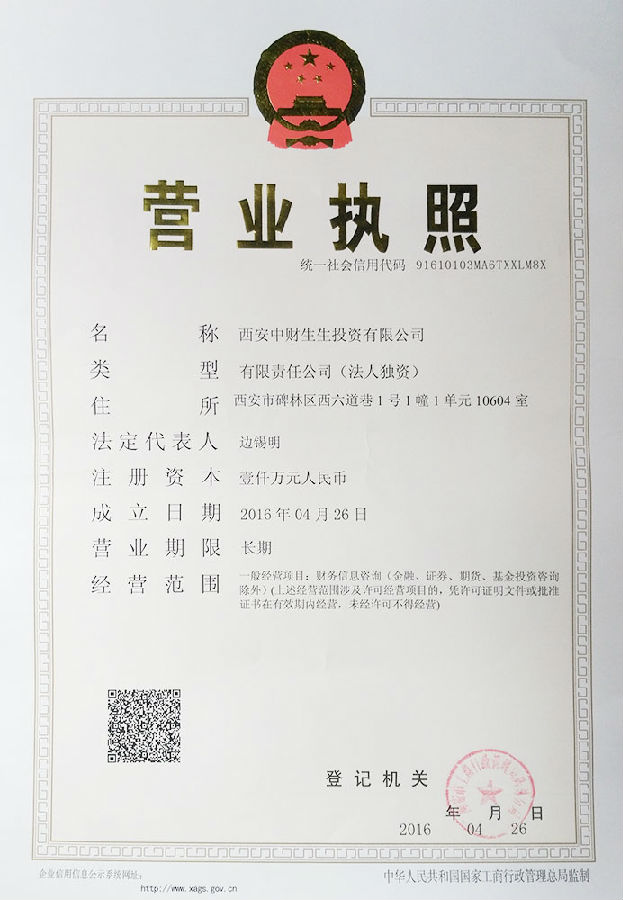 营业执照
统一社会信用代码 91610103MA6TXXLM8X
名称 西安中财生生投资有限公司
类型 有限责任公司（法人独资）
住所 西安市碑林区西六道巷1号1幢1单元10604室
法定代表人 边锡明
注册资本 壹仟万元人民币
成立日期 2016年04月26日
营业期限 长期
经营范围 一般经营项目：财务信息咨询（金融、证券、期货、基金投资咨询
除外）(上述经营范围涉及许可经营项目的，凭许可证明文件或批准
证书在有效期内经营，未经许可不得经营)
登记机关
年 月 日
2016 04 26
企业信用信息公示系统网址：
http://www.xags.gov.cn
中华人民共和国国家工商行政管理总局监制